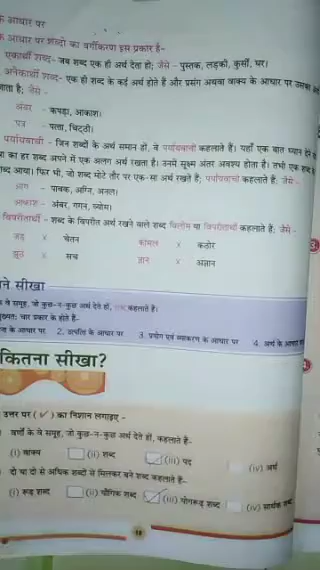 आधार पर
आधार पर शब्दों का वर्गीकरण इस प्रकार है-
एकार्थी शब्द- जब शब्द एक ही अर्थ देता हो; जैसे - पुस्तक, लड़की, कुर्सी, घर।
अनेकार्थी शब्द- एक ही शब्द के कई अर्थ होते हैं और प्रसंग अथवा वाक्य के आधार पर उसका
जाता है; जैसे -
अंबर - कपड़ा, आकाश।
पत्र - पत्ता, चिट्ठी।
पर्यायवाची - जिन शब्दों के अर्थ समान हों, वे पर्यायवाची कहलाते हैं। यहाँ एक बात ध्यान देने
का हर शब्द अपने में एक अलग अर्थ रखता है। उनमें सूक्ष्म अंतर अवश्य होता है। तभी एक
शब्द आया। फिर भी, जो शब्द मोटे तौर पर एक-सा अर्थ रखते हैं; पर्यायवाची कहलाते हैं; जैसे -
आग - पावक, अग्नि, अनल।
आकाश - अंबर, गगन, व्योम।
विपरीतार्थी - शब्द के विपरीत अर्थ रखने वाले शब्द विलोम या विपरीतार्थी कहलाते हैं; जैसे -
जड़ x चेतन कोमल x कठोर
झूठ x सच ज्ञान x अज्ञान
ने सीखा
के समूह, जो कुछ-न-कुछ अर्थ देते हों, शब्द कहलाते हैं।
मुख्यतः चार प्रकार के होते हैं-
के आधार पर 2. उत्पत्ति के आधार पर 3. प्रयोग एवं व्याकरण के आधार पर 4. अर्थ के आधार
कितना सीखा?
उत्तर पर (✓) का निशान लगाइए -
वर्णों के वे समूह, जो कुछ-न-कुछ अर्थ देते हों, कहलाते हैं-
(i) वाक्य (ii) शब्द (iii) पद (iv) अर्थ
दो या दो से अधिक शब्दों से मिलकर बने शब्द कहलाते हैं-
(i) रूढ़ शब्द (ii) यौगिक शब्द (iii) योगरूढ़ शब्द (iv) सार्थक शब्द